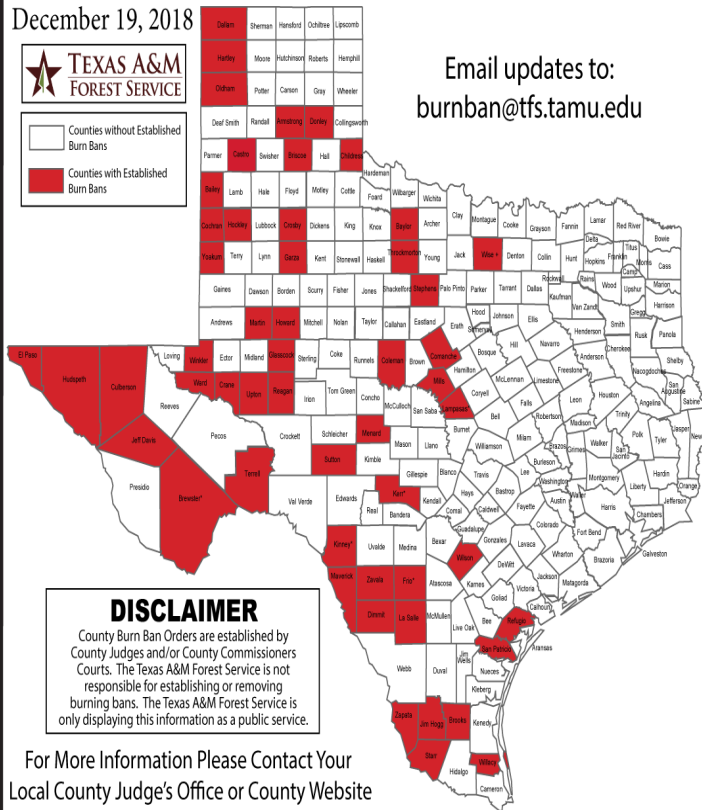 December 19, 2018
TEXAS A&M
FOREST SERVICE
Counties without Established
Burn Bans
Counties with Established
Burn Bans
Email updates to:
burnban@tfs.tamu.edu
Dallam Sherman Hansford Ochiltree Lipscomb
Hartley Moore Hutchinson Roberts Hemphill
Oldham Potter Carson Gray Wheeler
Deaf Smith Randall Armstrong Donley Collingsworth
Parmer Castro Swisher Briscoe Hall Childress
Hardeman
Bailey Lamb Hale Floyd Motley Cottle Foard Wilbarger Wichita
Cochran Hockley Lubbock Crosby Dickens King Knox Baylor Archer Clay Montague Cooke Grayson Fannin Lamar Red River Bowie
Delta Titus Franklin Morris Cass
Yoakum Terry Lynn Garza Kent Stonewall Haskell Throckmorton Young Jack Wise + Denton Collin Hunt Hopkins Camp
Rockwall Rains Wood Upshur Marion
Gaines Dawson Borden Scurry Fisher Jones Shackelford Stephens Palo Pinto Parker Tarrant Dallas Kaufman Van Zandt Gregg Harrison
Andrews Martin Howard Mitchell Nolan Taylor Callahan Eastland Erath Hood Somervell Johnson Ellis Henderson Smith Rusk Panola
El Paso Hudspeth Culberson Loving Winkler Ector Midland Glasscock Sterling Coke Runnels Coleman Brown Comanche Bosque Hill Navarro Anderson Cherokee Shelby
Hamilton Freestone Nacogdoches San Augustine Sabine
Ward Crane Upton Reagan Irion Tom Green Concho Mills McLennan Limestone Leon Houston Angelina
Reeves McCulloch San Saba Lampasas* Coryell Falls Robertson Madison Trinity Polk Tyler Jasper New
Jeff Davis Pecos Crockett Schleicher Menard Mason Llano Burnet Bell Milam Brazos Grimes Walker San Jacinto
Presidio Brewster* Terrell Sutton Kimble Gillespie Blanco Williamson Travis Lee Burleson Washington Montgomery Liberty Hardin Orange
Val Verde Edwards Kerr* Kendall Hays Bastrop Austin Waller Harris Jefferson
Real Bandera Comal Caldwell Fayette Chambers
Kinney* Uvalde Medina Bexar Guadalupe Gonzales Colorado Fort Bend Galveston
Wilson Lavaca Wharton Brazoria
Maverick Zavala Frio* Atascosa Karnes DeWitt Jackson Matagorda
Victoria
Goliad Calhoun
Dimmit La Salle McMullen Live Oak Bee Refugio
San Patricio Aransas
Webb Duval Jim Wells Nueces
Kleberg
Zapata Jim Hogg Brooks Kenedy
Starr Hidalgo Willacy
Cameron
DISCLAIMER
County Burn Ban Orders are established by
County Judges and/or County Commissioners
Courts. The Texas A&M Forest Service is not
responsible for establishing or removing
burning bans. The Texas A&M Forest Service is
only displaying this information as a public service.
For More Information Please Contact Your
Local County Judge's Office or County Website